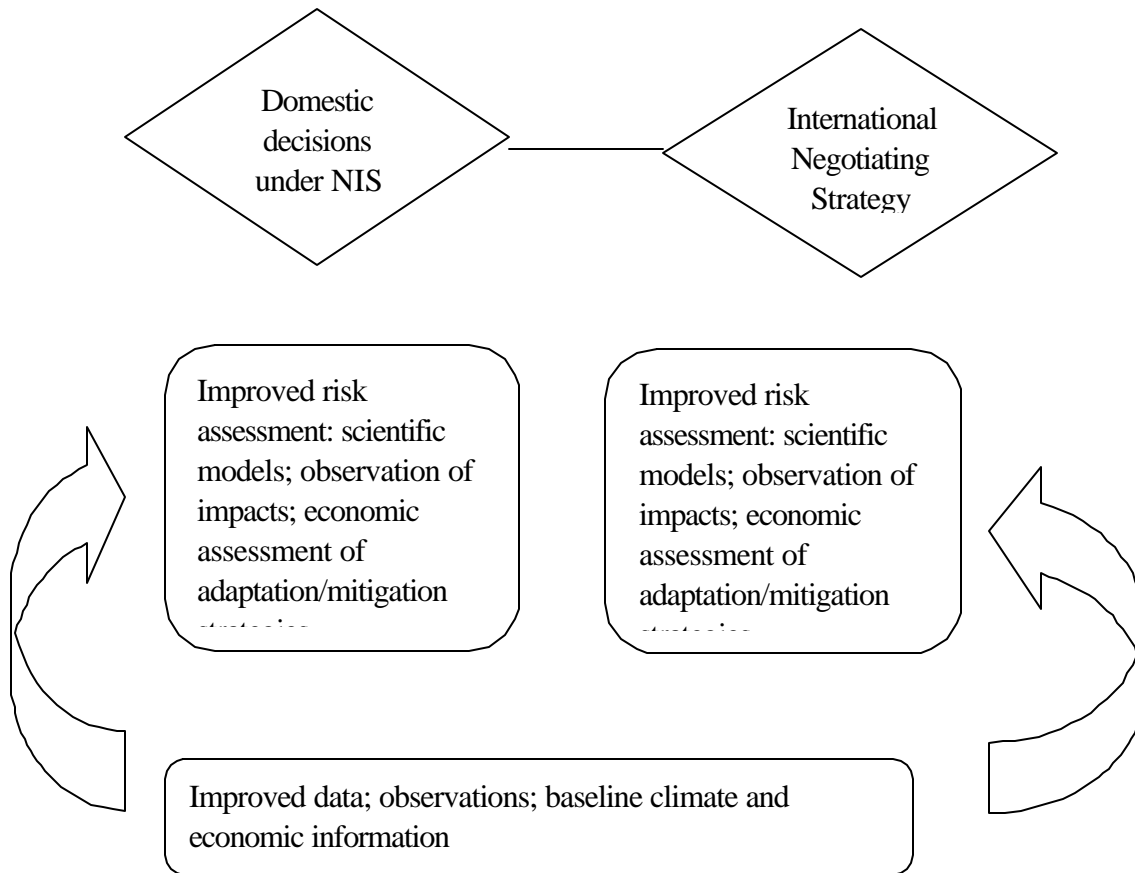 Domestic
decisions
under NIS
International
Negotiating
Strategy
Improved risk
assessment: scientific
models; observation of
impacts; economic
assessment of
adaptation/mitigation
Improved risk
assessment: scientific
models; observation of
impacts; economic
assessment of
adaptation/mitigation
Improved data; observations; baseline climate and
economic information